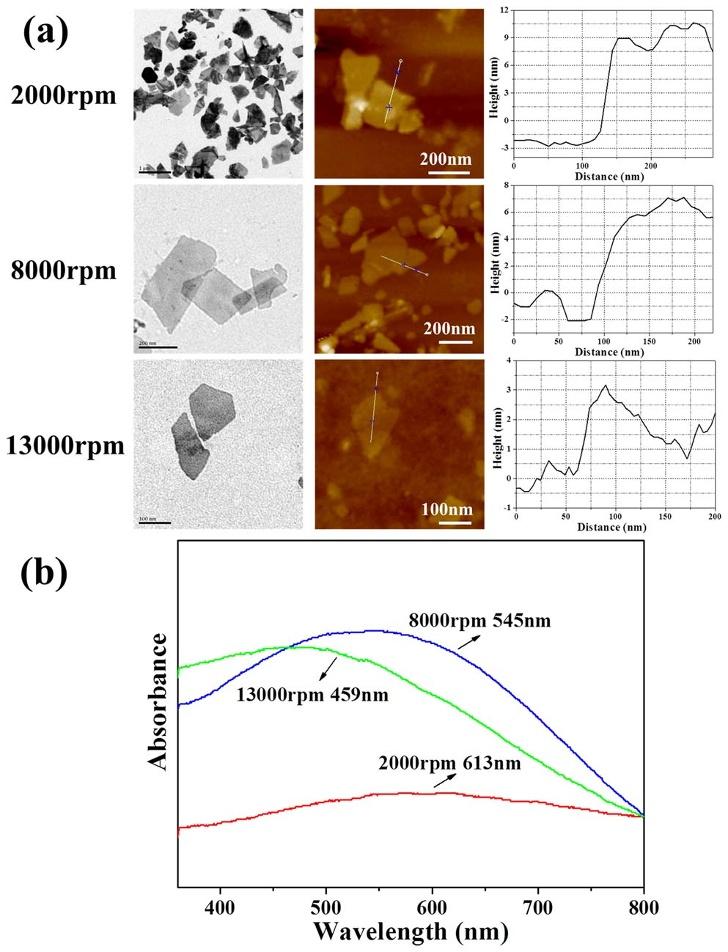 (a)
2000rpm
1 μm
200nm
Height (nm)
12
9
6
3
0
-3
0
100
200
Distance (nm)
8000rpm
200 nm
200nm
Height (nm)
8
6
4
2
0
-2
0
50
100
150
200
Distance (nm)
13000rpm
100 nm
100nm
Height (nm)
4
3
2
1
0
-1
0
50
100
150
200
Distance (nm)
(b)
Absorbance
8000rpm 545nm
13000rpm 459nm
2000rpm 613nm
400
500
600
700
800
Wavelength (nm)